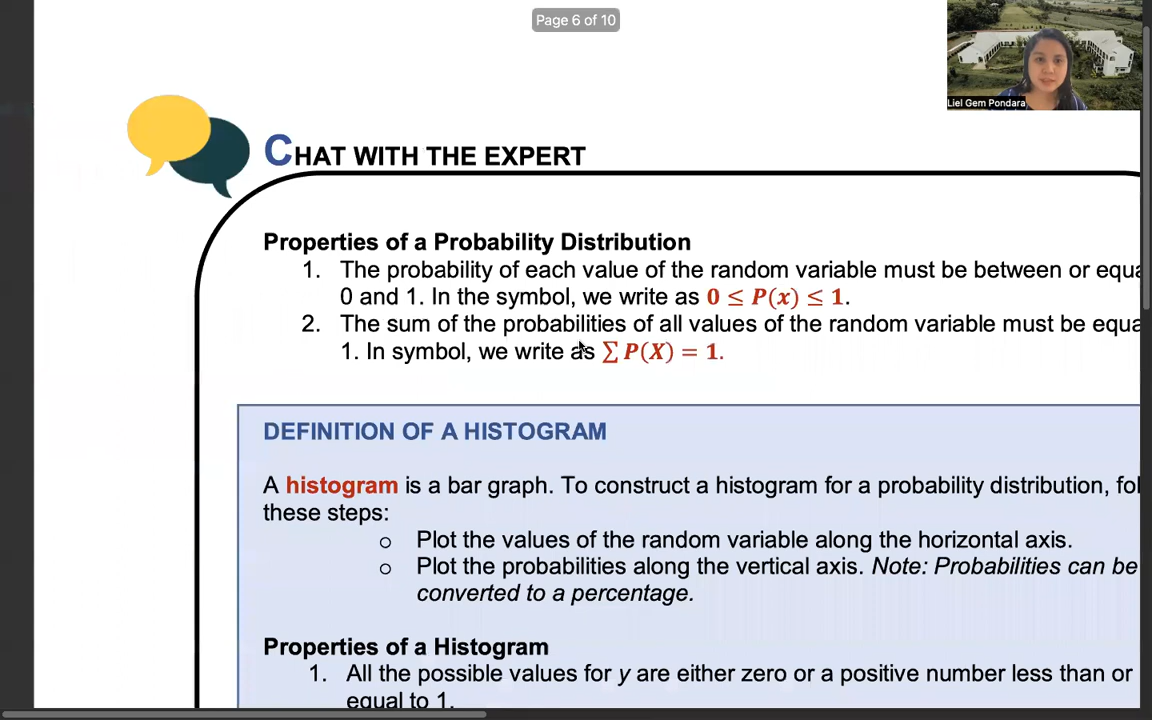 Page 6 of 10
Liel Gem Pondara
CHAT WITH THE EXPERT
Properties of a Probability Distribution
1. The probability of each value of the random variable must be between or equa
0 and 1. In the symbol, we write as 0 ≤ P(x) ≤ 1.
2. The sum of the probabilities of all values of the random variable must be equa
1. In symbol, we write as ∑ P(X) = 1.
DEFINITION OF A HISTOGRAM
A histogram is a bar graph. To construct a histogram for a probability distribution, fol
these steps:
o Plot the values of the random variable along the horizontal axis.
o Plot the probabilities along the vertical axis. Note: Probabilities can be
converted to a percentage.
Properties of a Histogram
1. All the possible values for y are either zero or a positive number less than or
equal to 1.